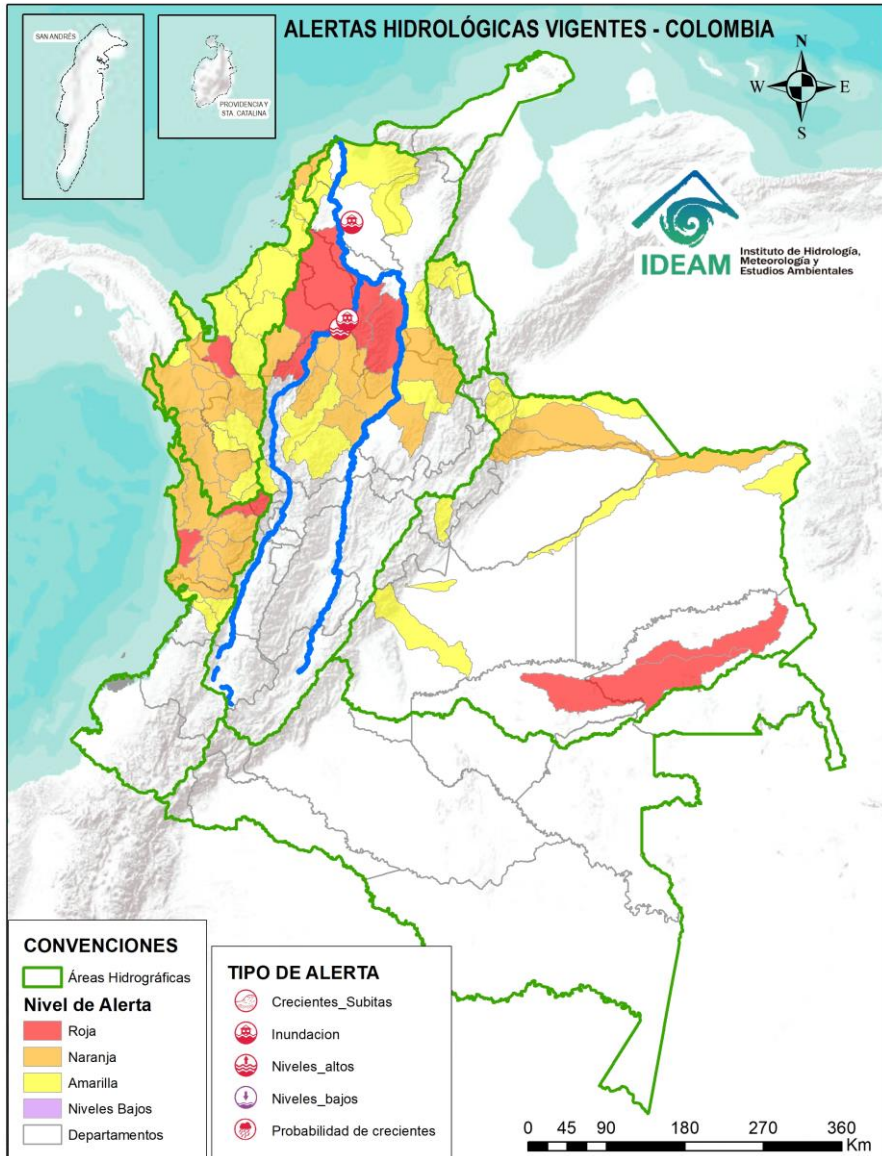 ALERTAS HIDROLÓGICAS VIGENTES - COLOMBIA
SAN ANDRÉS
PROVIDENCIA Y
STA. CATALINA
N
W
E
S
IDEAM
Instituto de Hidrología,
Meteorología y
Estudios Ambientales
CONVENCIONES
Áreas Hidrográficas
Nivel de Alerta
Roja
Naranja
Amarilla
Niveles Bajos
Departamentos
TIPO DE ALERTA
Crecientes_Subitas
Inundacion
Niveles_altos
Niveles_bajos
Probabilidad de crecientes
0 45 90 180 270 360
Km